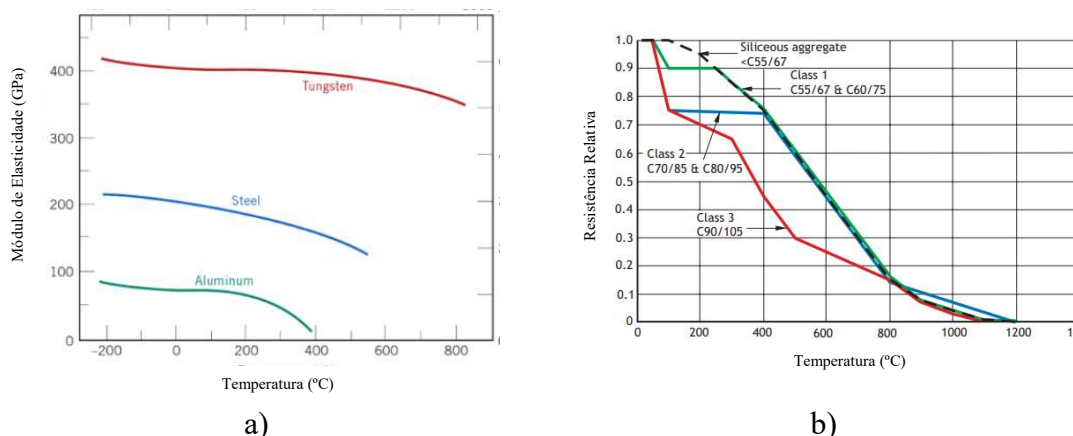 Módulo de Elasticidade (GPa)
400
300
200
100
0
Tungsten
Steel
Aluminum
−200
0
200
400
600
800
Temperatura (ºC)
a)
Resistência Relativa
1.0
0.9
0.8
0.7
0.6
0.5
0.4
0.3
0.2
0.1
0
Siliceous aggregate
<C55/67
Class 1
C55/67 & C60/75
Class 2
C70/85 & C80/95
Class 3
C90/105
0
200
400
600
800
1000
1200
Temperatura (ºC)
b)